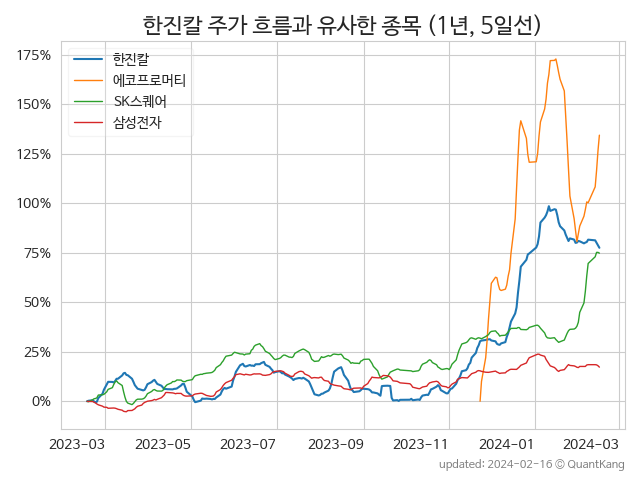 한진칼 주가 흐름과 유사한 종목 (1년, 5일선)
175%
150%
125%
100%
75%
50%
25%
0%
한진칼
에코프로머티
SK스퀘어
삼성전자
2023-03 2023-05 2023-07 2023-09 2023-11 2024-01 2024-03
updated: 2024-02-16 © QuantKang